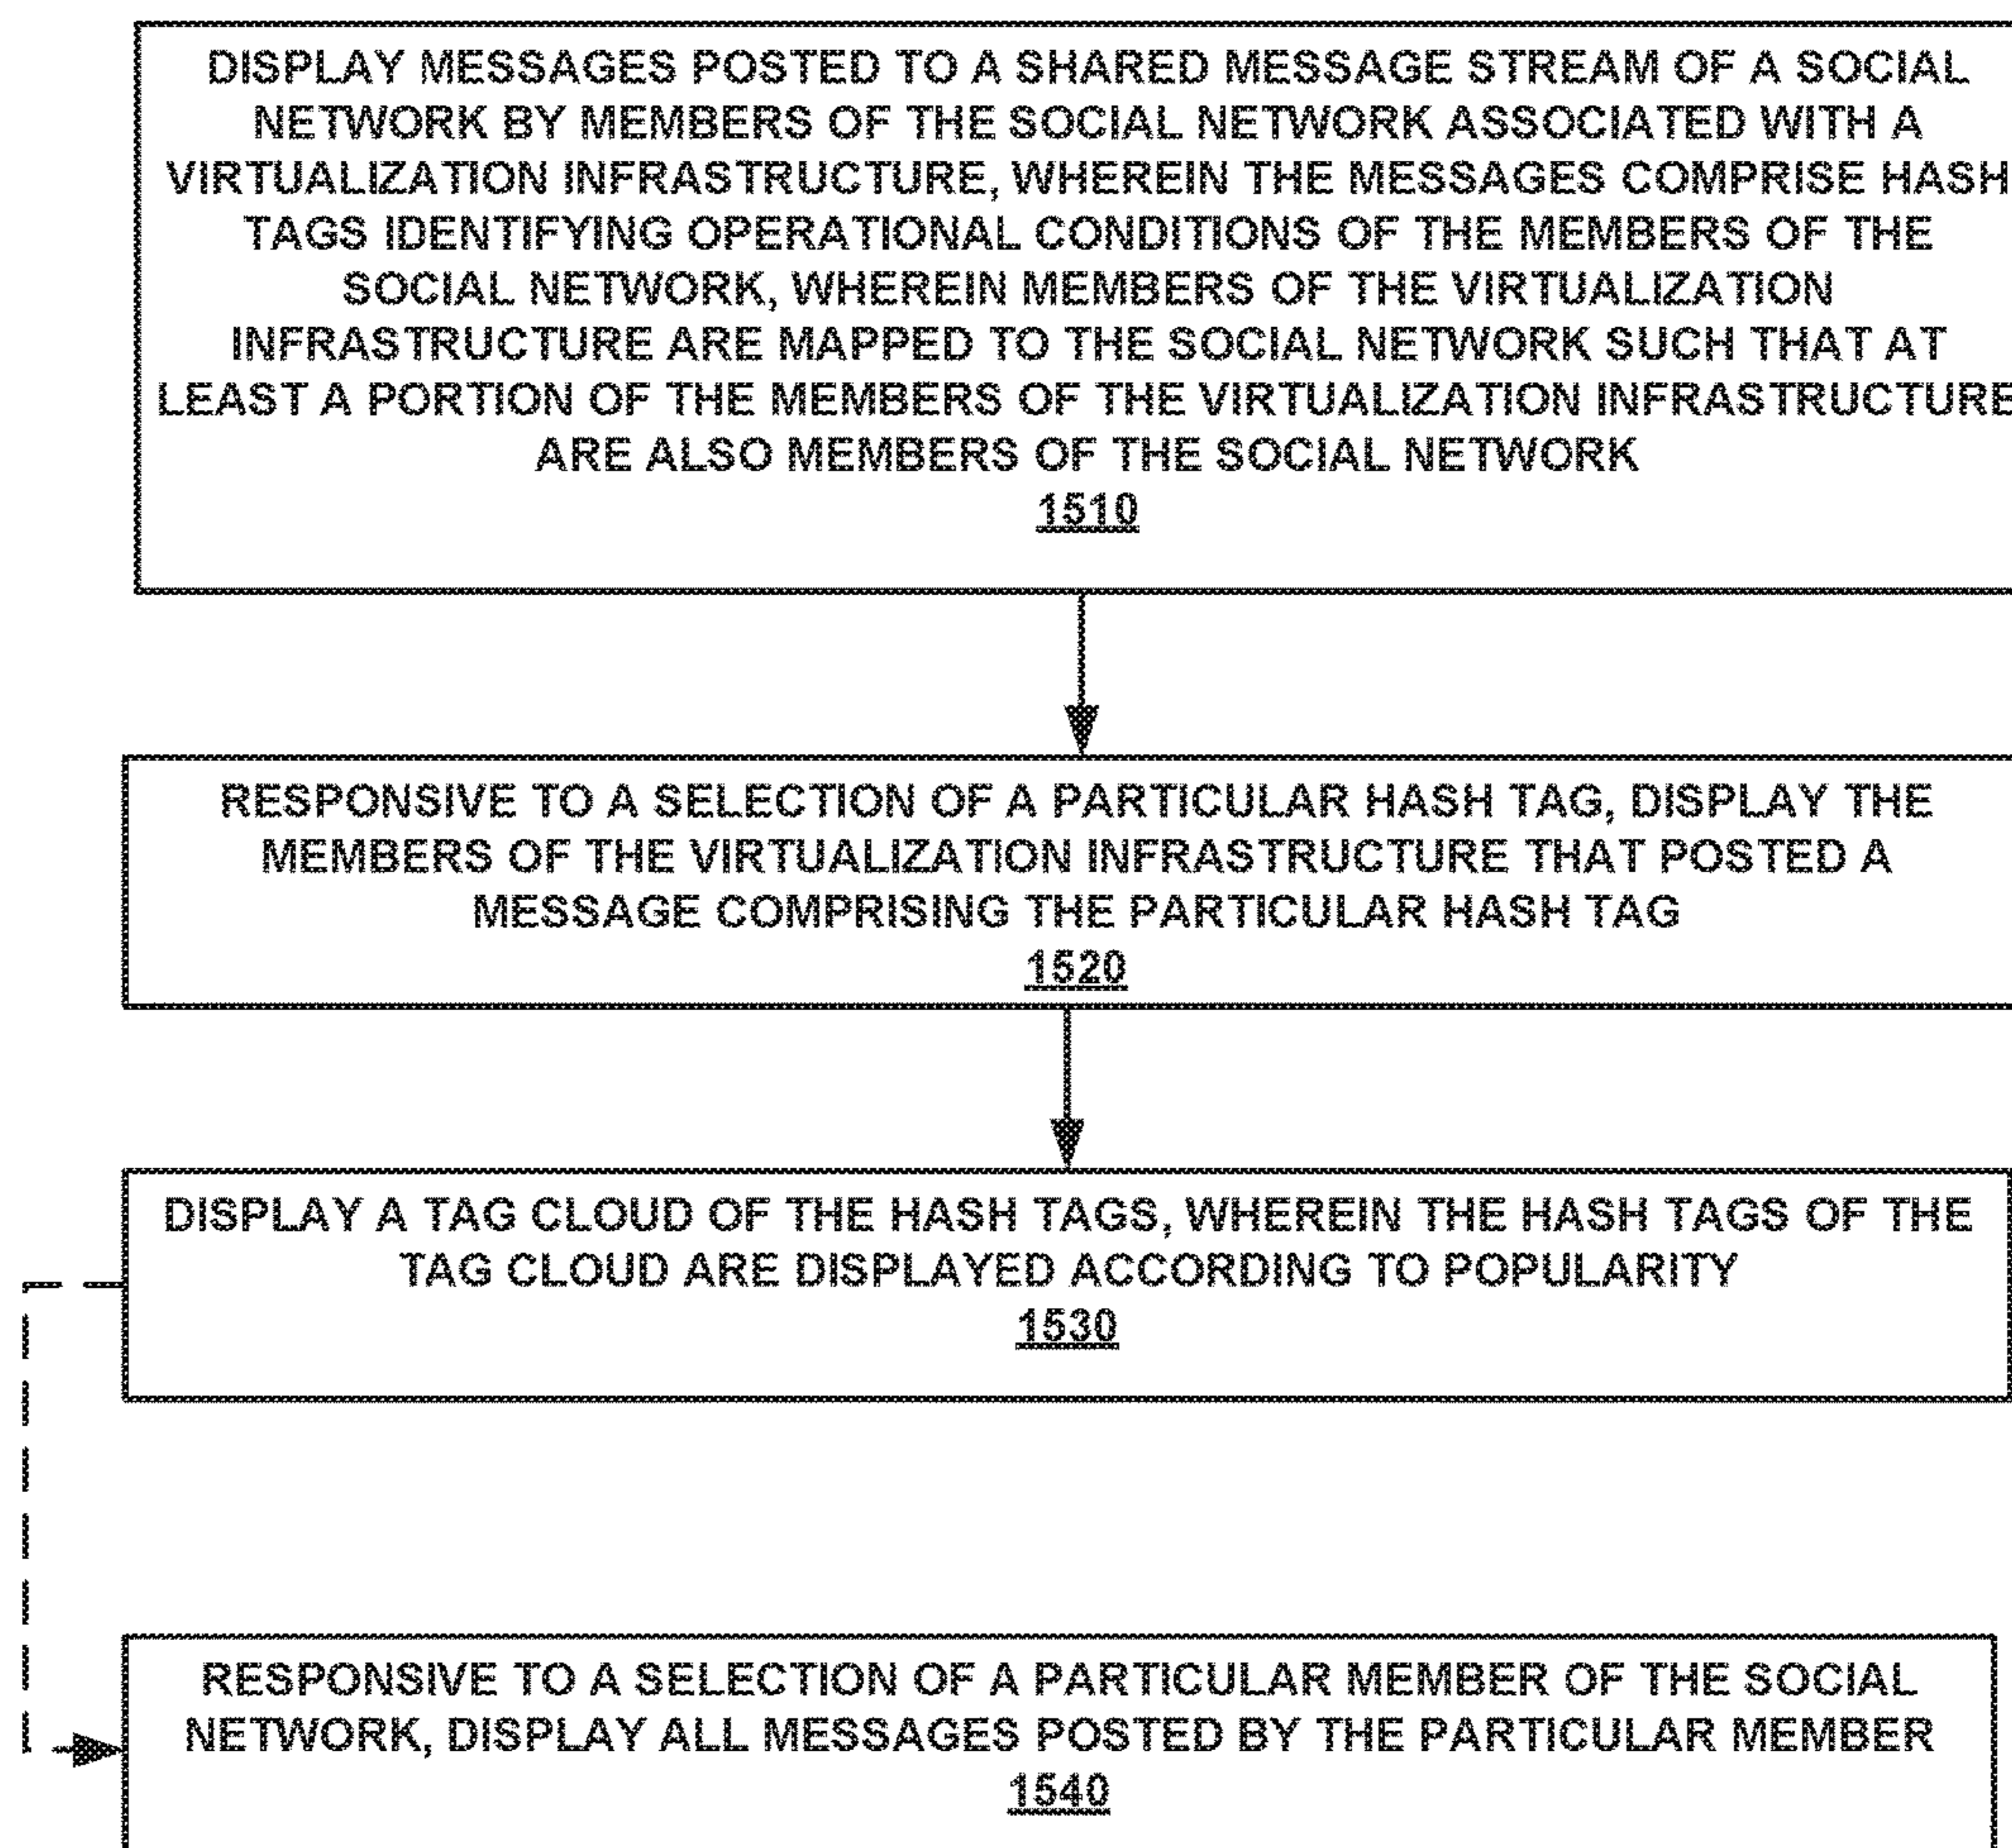 DISPLAY MESSAGES POSTED TO A SHARED MESSAGE STREAM OF A SOCIAL
NETWORK BY MEMBERS OF THE SOCIAL NETWORK ASSOCIATED WITH A
VIRTUALIZATION INFRASTRUCTURE, WHEREIN THE MESSAGES COMPRISE HASH
TAGS IDENTIFYING OPERATIONAL CONDITIONS OF THE MEMBERS OF THE
SOCIAL NETWORK, WHEREIN MEMBERS OF THE VIRTUALIZATION
INFRASTRUCTURE ARE MAPPED TO THE SOCIAL NETWORK SUCH THAT AT
LEAST A PORTION OF THE MEMBERS OF THE VIRTUALIZATION INFRASTRUCTURE
ARE ALSO MEMBERS OF THE SOCIAL NETWORK
1510
RESPONSIVE TO A SELECTION OF A PARTICULAR HASH TAG, DISPLAY THE
MEMBERS OF THE VIRTUALIZATION INFRASTRUCTURE THAT POSTED A
MESSAGE COMPRISING THE PARTICULAR HASH TAG
1520
DISPLAY A TAG CLOUD OF THE HASH TAGS, WHEREIN THE HASH TAGS OF THE
TAG CLOUD ARE DISPLAYED ACCORDING TO POPULARITY
1530
RESPONSIVE TO A SELECTION OF A PARTICULAR MEMBER OF THE SOCIAL
NETWORK, DISPLAY ALL MESSAGES POSTED BY THE PARTICULAR MEMBER
1540